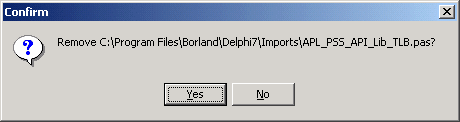 Confirm
Remove C:\Program Files\Borland\Delphi7\Imports\APL_PSS_API_Lib_TLB.pas?
Yes
No